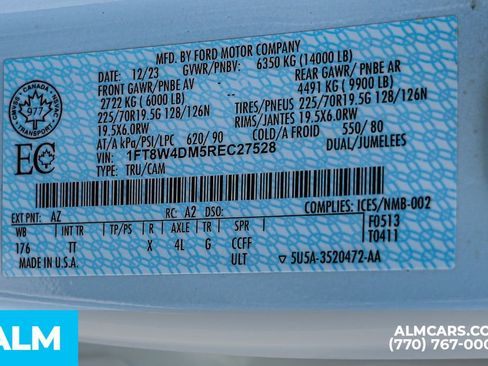 MFD. BY FORD MOTOR COMPANY
12/23 GVWR/PNBV: 6350 KG (14000 LB)
FRONT GAWR/PNBE AV REAR GAWR/PNBE AR
2722 KG ( 6000 LB) 4491 KG ( 9900 LB)
225/70R19.5G 128/126N TIRES/PNEUS 225/70R19.5G 128/126N
19.5X6.0RW RIMS/JANTES 19.5X6.0RW
AT/A kPa/PSI/LPC 620/ 90 COLD/A FROID 550/ 80
VIN: 1FT8W4DM5REC27528 DUAL/JUMELEES
TYPE: TRU/CAM
CANADA
977
TRANSPORT
EC
COMPLIES: ICES/NMB-002
EXT PNT: AZ RC: A2 DSO: F0513
WB INT TR TP/PS R AXLE TR SPR T0411
176 TT X 4L G CCFF
MADE IN U.S.A. ULT 5U5A-3520472-AA
ALM
ALMCARS.CO
(770) 767-000